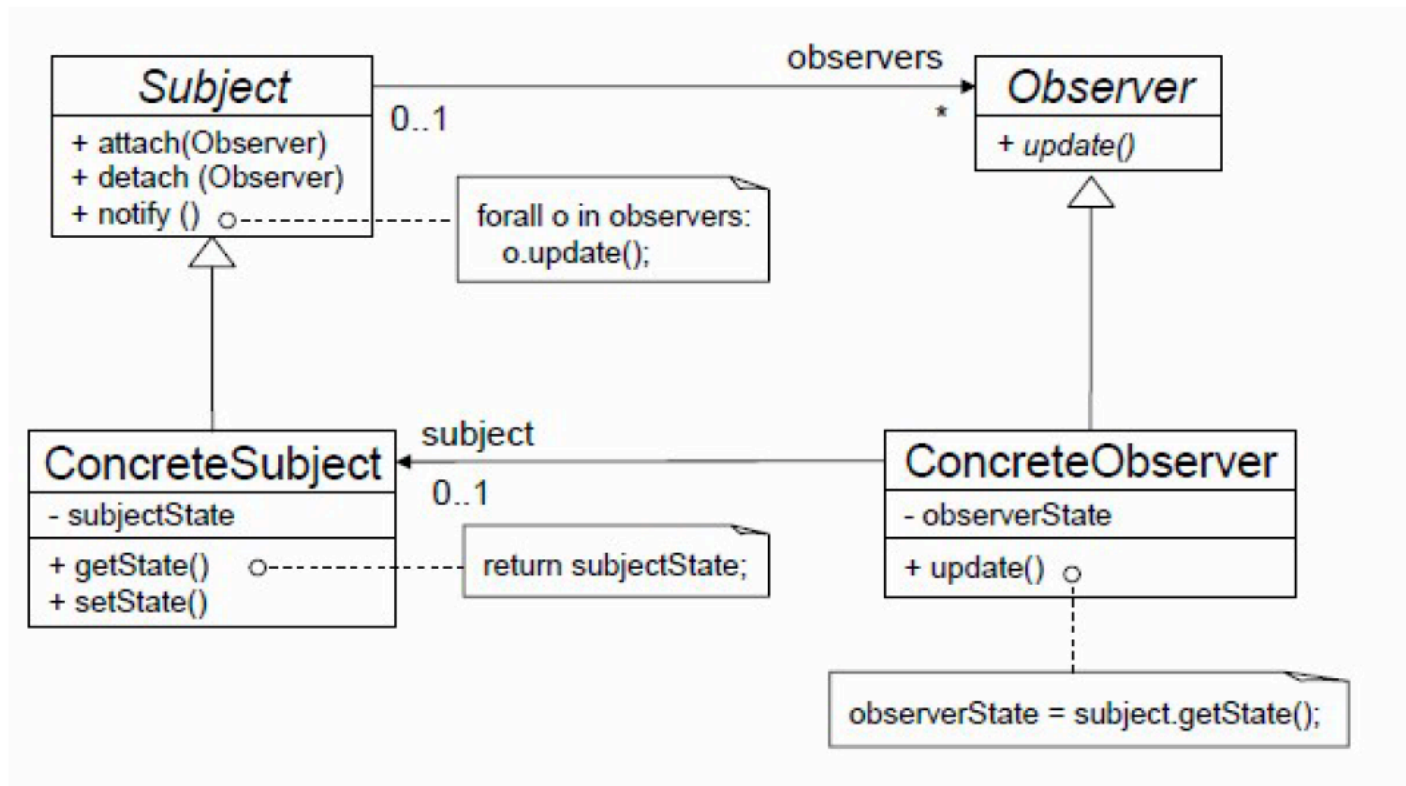 Subject
+ attach(Observer)
+ detach (Observer)
+ notify ()
observers
0..1
*
Observer
+ update()
forall o in observers:
o.update();
ConcreteSubject
- subjectState
+ getState()
+ setState()
subject
0..1
return subjectState;
ConcreteObserver
- observerState
+ update()
observerState = subject.getState();